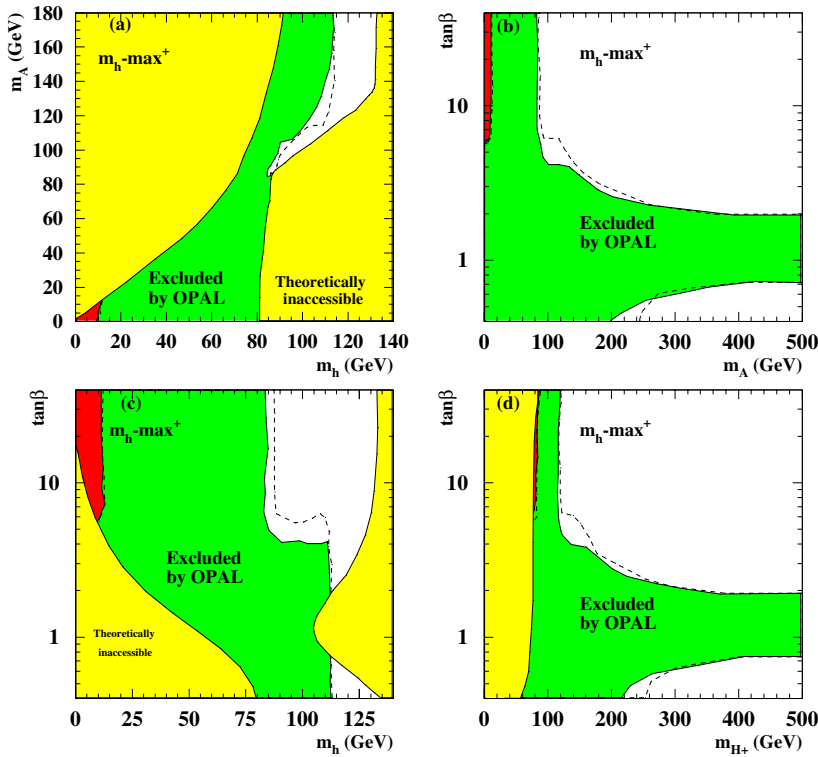 (a)
m_A (GeV)
m_h-max^+
180
160
140
120
100
80
60
40
20
0
Excluded
by OPAL
Theoretically
inaccessible
0 20 40 60 80 100 120 140
m_h (GeV)
(b)
tanβ
m_h-max^+
10
1
Excluded
by OPAL
0 100 200 300 400 500
m_A (GeV)
(c)
tanβ
m_h-max^+
10
1
Excluded
by OPAL
Theoretically
inaccessible
0 25 50 75 100 125
m_h (GeV)
(d)
tanβ
m_h-max^+
10
1
Excluded
by OPAL
0 100 200 300 400 500
m_H+ (GeV)